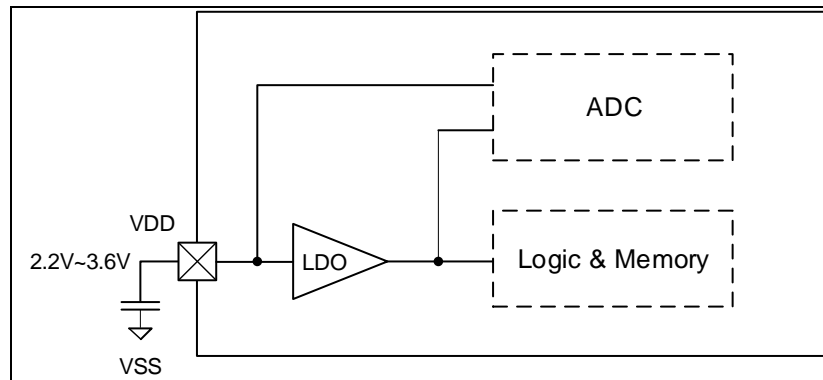 ADC
VDD
2.2V~3.6V
LDO
Logic & Memory
VSS